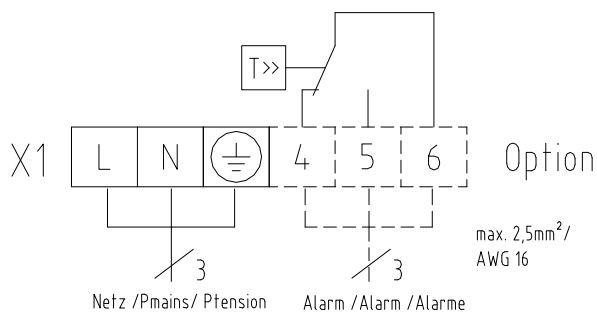 T>>
X1 L N 4 5 6 Option
max. 2,5mm²/
AWG 16
3 3
Netz /Pmains/ Ptension Alarm /Alarm /Alarme